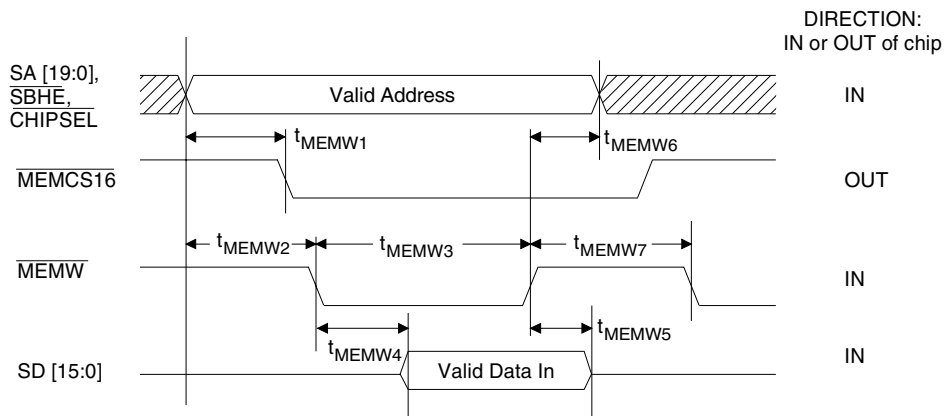 DIRECTION:
IN or OUT of chip
SA [19:0],
SBHE,
CHIPSEL
Valid Address
IN
tMEMW1
tMEMW6
MEMCS16
OUT
tMEMW2
tMEMW3
tMEMW7
MEMW
IN
tMEMW4
tMEMW5
SD [15:0]
Valid Data In
IN